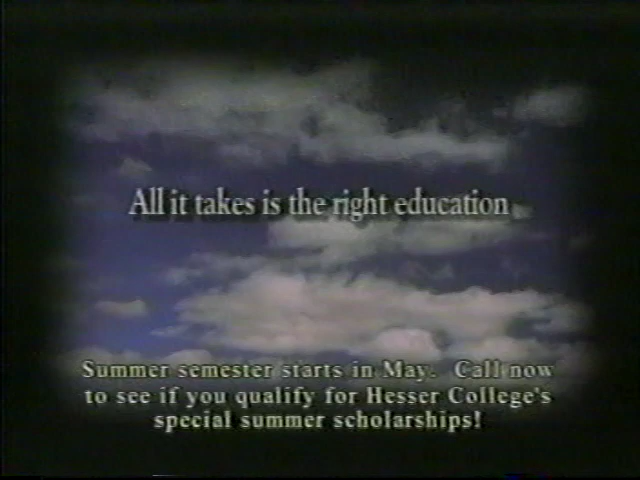 All it takes is the right education
Summer semester starts in May. Call now
to see if you qualify for Hesser College's
special summer scholarships!